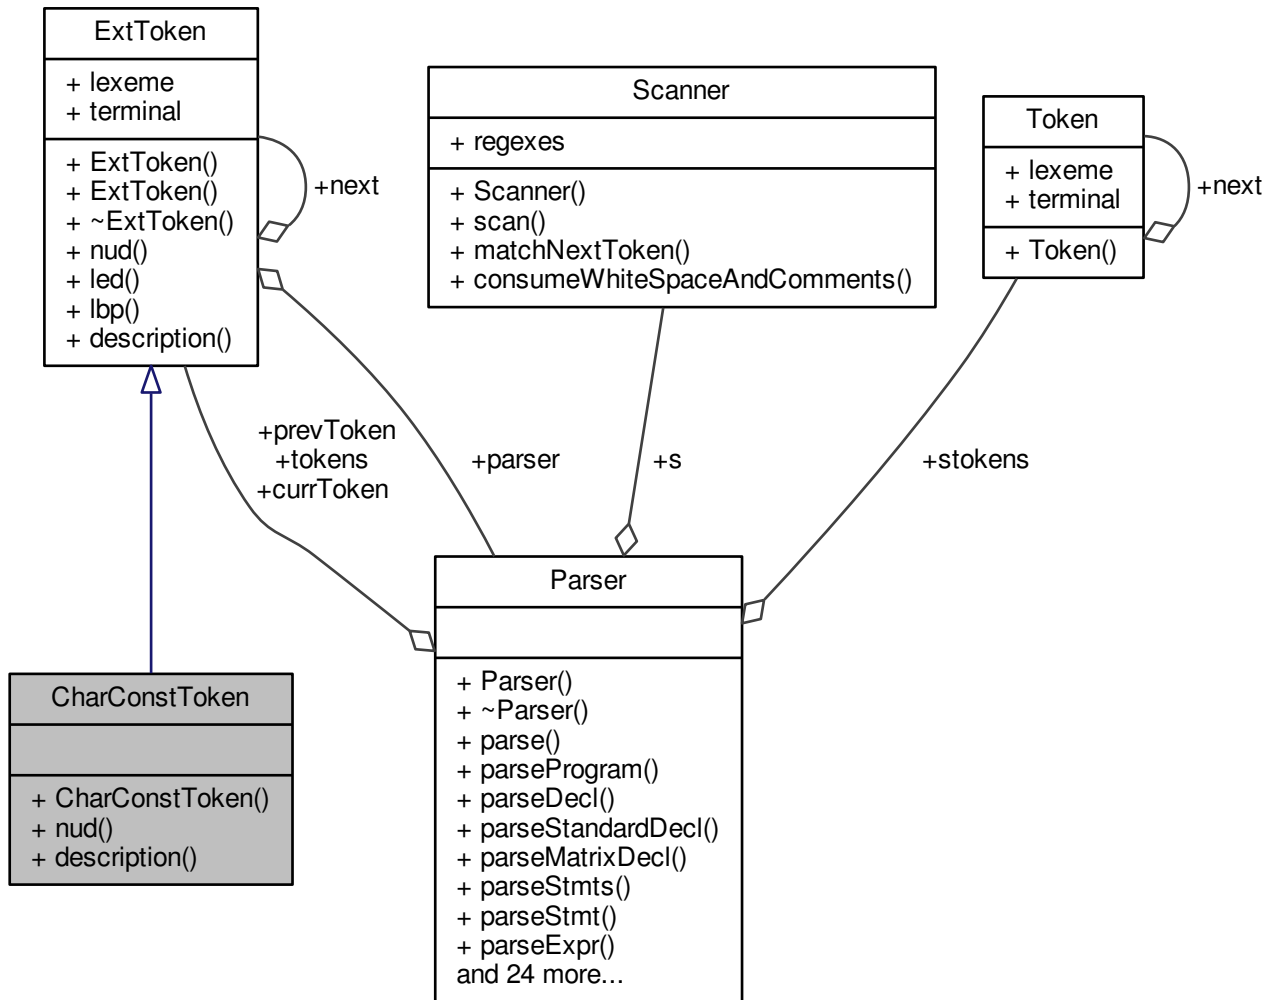 ExtToken
+ lexeme
+ terminal
+ ExtToken()
+ ExtToken()
+ ~ExtToken()
+ nud()
+ led()
+ lbp()
+ description()
+next
Scanner
+ regexes
+ Scanner()
+ scan()
+ matchNextToken()
+ consumeWhiteSpaceAndComments()
Token
+ lexeme
+ terminal
+ Token()
+next
+prevToken
+tokens
+currToken
+parser
+s
+stokens
CharConstToken
+ CharConstToken()
+ nud()
+ description()
Parser
+ Parser()
+ ~Parser()
+ parse()
+ parseProgram()
+ parseDecl()
+ parseStandardDecl()
+ parseMatrixDecl()
+ parseStmts()
+ parseStmt()
+ parseExpr()
and 24 more...